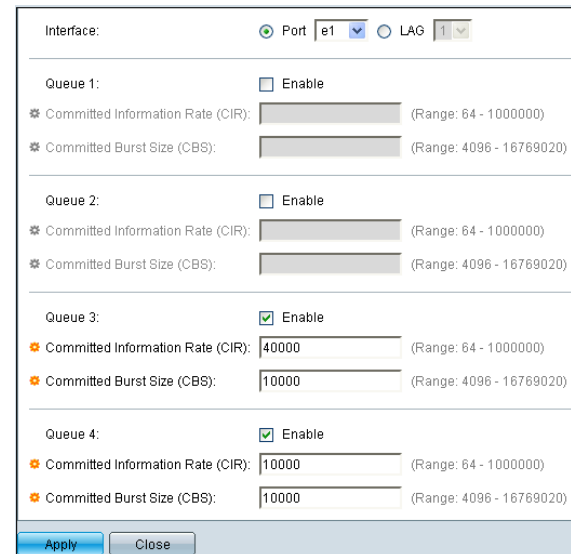 Interface: Port e1 LAG 1
Queue 1: Enable
Committed Information Rate (CIR): (Range: 64 - 1000000)
Committed Burst Size (CBS): (Range: 4096 - 16769020)
Queue 2: Enable
Committed Information Rate (CIR): (Range: 64 - 1000000)
Committed Burst Size (CBS): (Range: 4096 - 16769020)
Queue 3: Enable
Committed Information Rate (CIR): 40000 (Range: 64 - 1000000)
Committed Burst Size (CBS): 10000 (Range: 4096 - 16769020)
Queue 4: Enable
Committed Information Rate (CIR): 10000 (Range: 64 - 1000000)
Committed Burst Size (CBS): 10000 (Range: 4096 - 16769020)
Apply Close